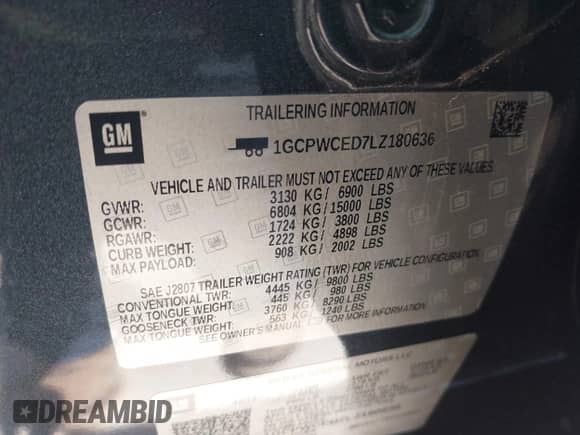 GM
TRAILERING INFORMATION
1GCPWCED7LZ180636
VEHICLE AND TRAILER MUST NOT EXCEED ANY OF THESE VALUES.
GVWR: 3130 KG/ 6900 LBS
GCWR: 6804 KG/ 15000 LBS
RGAWR: 1724 KG/ 3800 LBS
CURB WEIGHT: 2222 KG/ 4898 LBS
MAX PAYLOAD: 908 KG/ 2002 LBS
SAE J2807 TRAILER WEIGHT RATING (TWR) FOR VEHICLE CONFIGURATION.
CONVENTIONAL TWR: 4445 KG/ 9800 LBS
MAX TONGUE WEIGHT: 445 KG/ 980 LBS
GOOSENECK TWR: 3760 KG/ 8290 LBS
MAX TONGUE WEIGHT: 563 KG/ 1240 LBS
SEE OWNER'S MANUAL FOR MORE INFORMATION
MOTORS LLC
DREAMBID